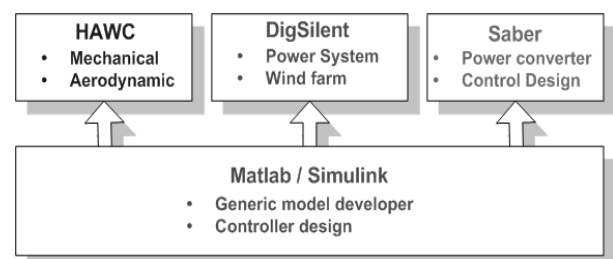 HAWC
• Mechanical
• Aerodynamic
DigSilent
• Power System
• Wind farm
Saber
• Power converter
• Control Design
Matlab / Simulink
• Generic model developer
• Controller design